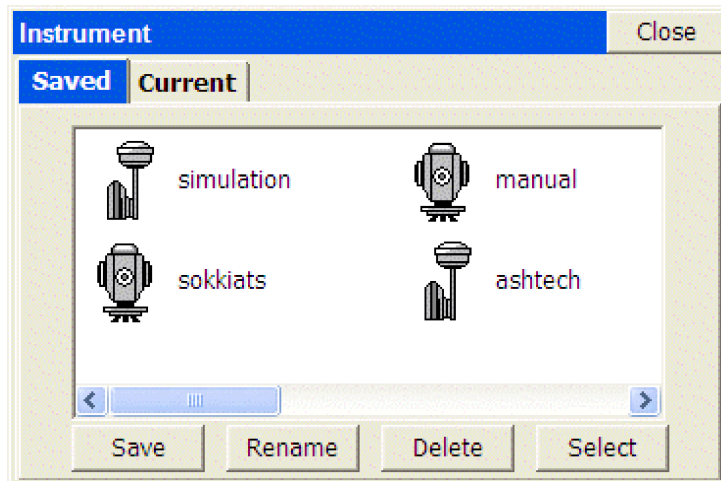 Instrument Close
Saved Current
simulation manual
sokkiats ashtech
Save Rename Delete Select